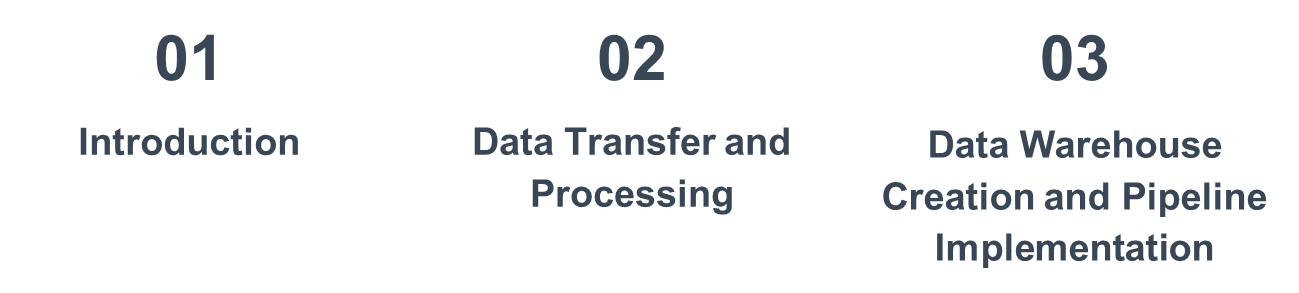 01
Introduction
02
Data Transfer and
Processing
03
Data Warehouse
Creation and Pipeline
Implementation